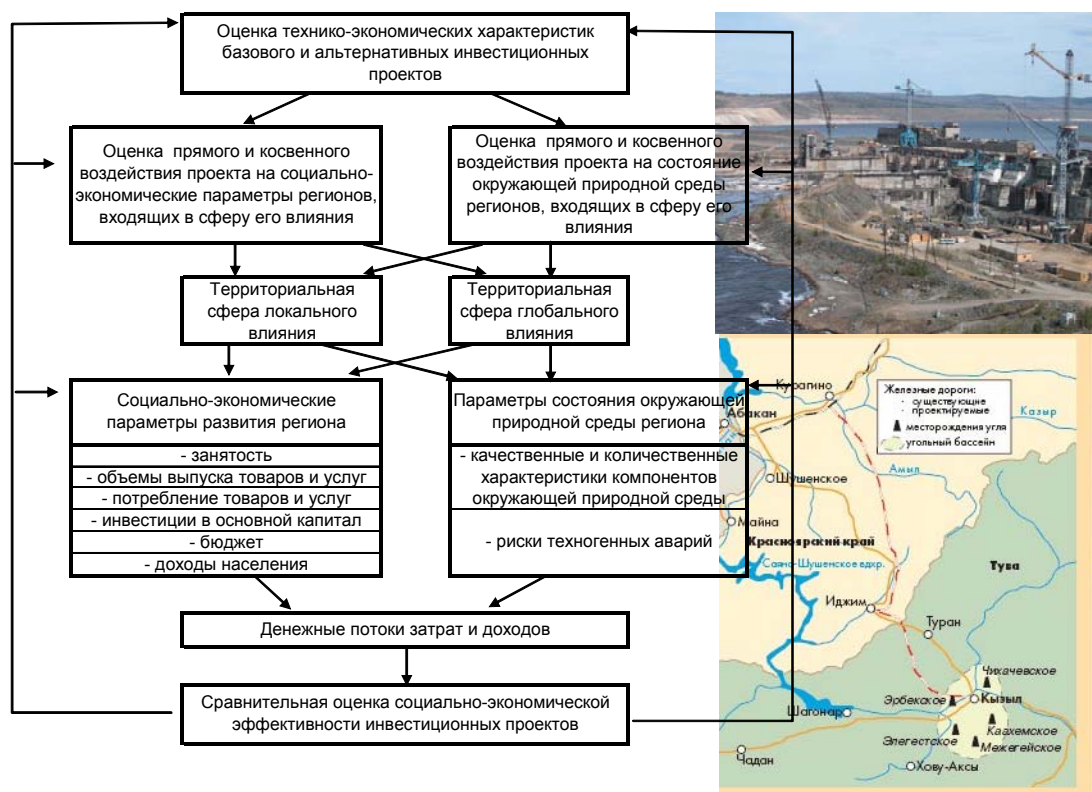 Оценка технико-экономических характеристик
базового и альтернативных инвестиционных
проектов
Оценка прямого и косвенного
воздействия проекта на социально-
экономические параметры регионов,
входящих в сферу его влияния
Оценка прямого и косвенного
воздействия проекта на состояние
окружающей природной среды
регионов, входящих в сферу его
влияния
Территориальная
сфера локального
влияния
Территориальная
сфера глобального
влияния
Социально-экономические
параметры развития региона
- занятость
- объемы выпуска товаров и услуг
- потребление товаров и услуг
- инвестиции в основной капитал
- бюджет
- доходы населения
Параметры состояния окружающей
природной среды региона
- качественные и количественные
характеристики компонентов
окружающей природной среды
- риски техногенных аварий
Денежные потоки затрат и доходов
Сравнительная оценка социально-экономической
эффективности инвестиционных проектов
Курагино
Железные дороги:
существующие
проектируемые
месторождения угля
угольный бассейн
Казыр
Абакан
Амыл
Шушенское
Майна
Красноярский край
Саяно-Шушенское вдхр.
Тува
Иджим
Туран
Чихачевское
Эрбекское
Кызыл
Шагонар
Каахемское
Элегестское
Межегейское
Чадан
Хову-Аксы